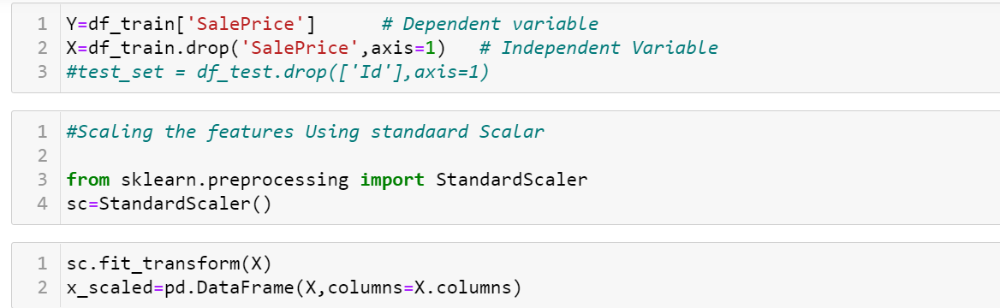 1 Y=df_train['SalePrice']      # Dependent variable
2 X=df_train.drop('SalePrice',axis=1)   # Independent Variable
3 #test_set = df_test.drop(['Id'],axis=1)
1 #Scaling the features Using standaard Scalar
2
3 from sklearn.preprocessing import StandardScaler
4 sc=StandardScaler()
1 sc.fit_transform(X)
2 x_scaled=pd.DataFrame(X,columns=X.columns)